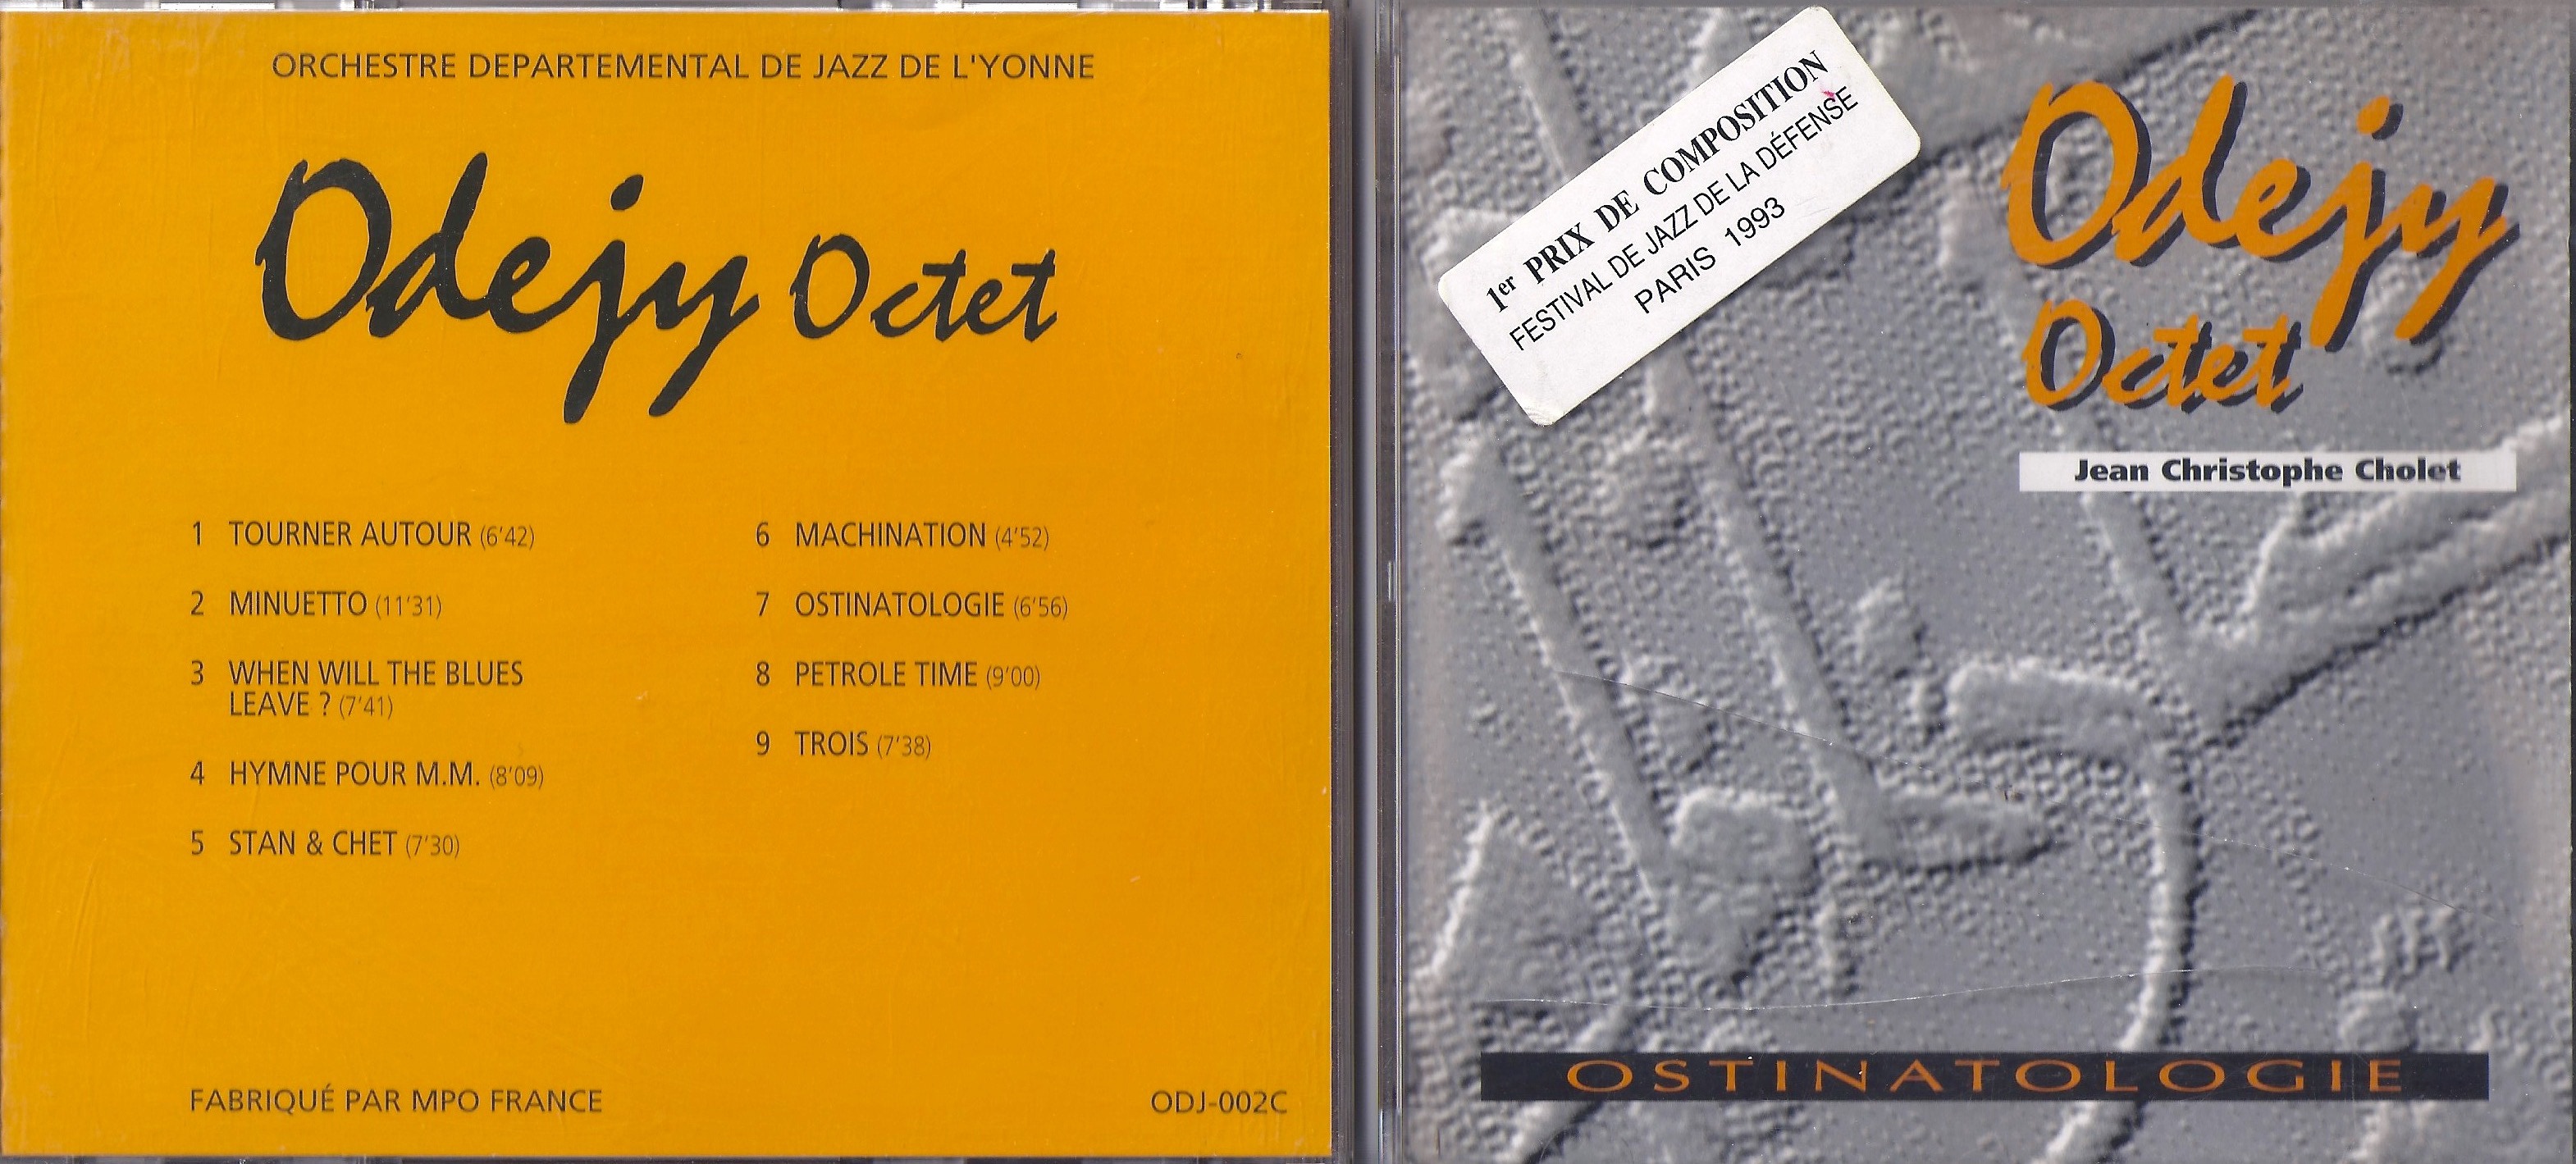 ORCHESTRE DEPARTEMENTAL DE JAZZ DE L'YONNE
Odejy Octet
1 TOURNER AUTOUR (6'42)
2 MINUETTO (11'31)
3 WHEN WILL THE BLUES
LEAVE ? (7'41)
4 HYMNE POUR M.M. (8'09)
5 STAN & CHET (7'30)
6 MACHINATION (4'52)
7 OSTINATOLOGIE (6'56)
8 PETROLE TIME (9'00)
9 TROIS (7'38)
FABRIQUÉ PAR MPO FRANCE
ODJ-002C
1er PRIX DE COMPOSITION
FESTIVAL DE JAZZ DE LA DÉFENSE
PARIS 1993
Odejy
Octet
Jean Christophe Cholet
OSTINATOLOGIE